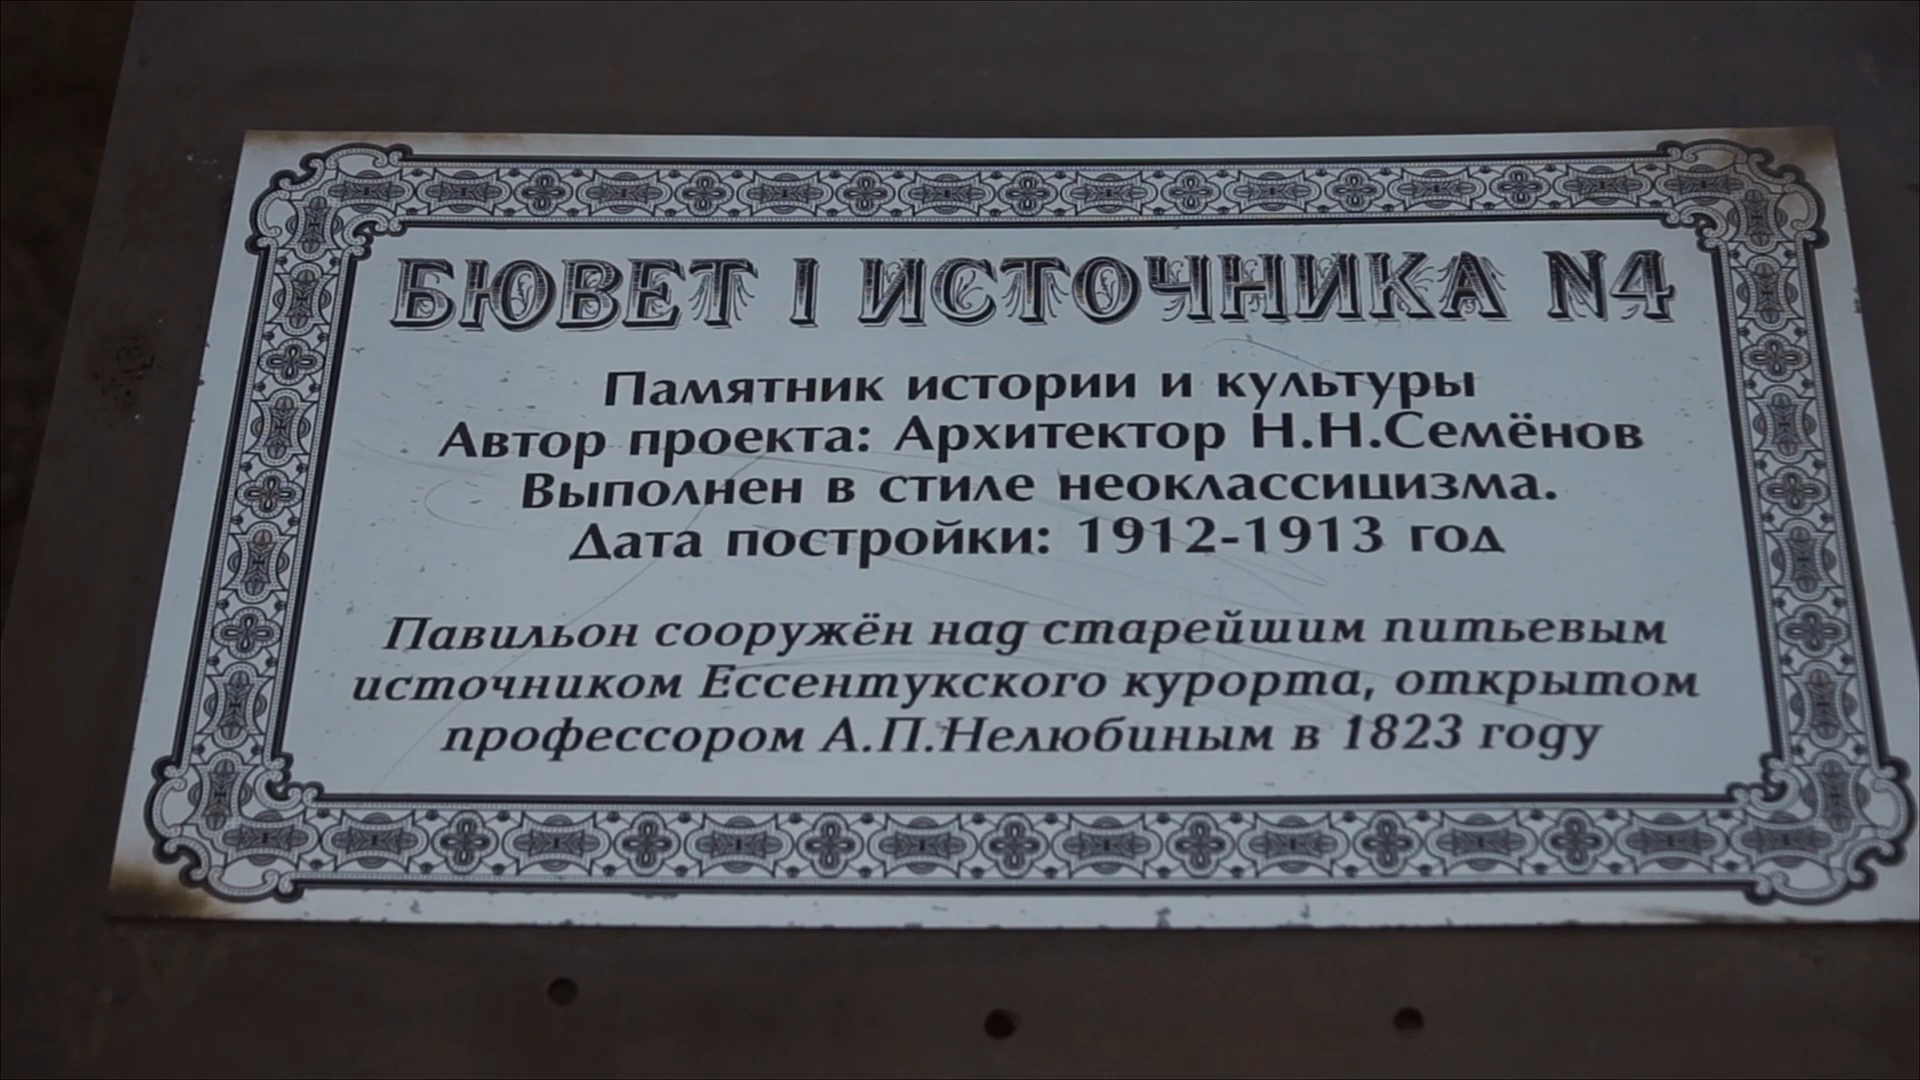 БЮВЕТ I ИСТОЧНИКА N4
Памятник истории и культуры
Автор проекта: Архитектор Н.Н.Семёнов
Выполнен в стиле неоклассицизма.
Дата постройки: 1912-1913 год
Павильон сооружён над старейшим питьевым
источником Ессентукского курорта, открытом
профессором А.П.Нелюбиным в 1823 году